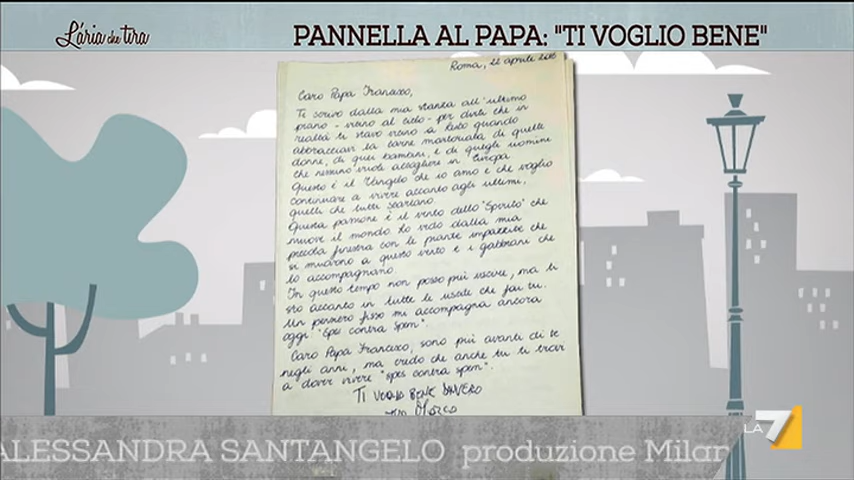 L'aria che tira
PANNELLA AL PAPA: "TI VOGLIO BENE"
Roma, 22 aprile 2016
Caro Papa Francesco,
Ti scrivo dalla mia stanza all'ultimo
piano - vicino al cielo - per dirti che in
realtà ti stavo vicino a Lesbo quando
abbracciavi la carne martoriata di quelle
donne, di quei bambini, e di quegli uomini
che nessuno vuole accogliere in Europa
Questo è il Vangelo che io amo e che voglio
continuare a vivere accanto agli ultimi,
quelli che tutti scartano.
Questa passione è il vento dello "Spirito" che
muove il mondo lo vedo dalla mia
piccola finestra con le piante impazzite che
si muovono a questo vento e i gabbiani che
lo accompagnano.
In questo tempo non posso più uscire, ma ti
sto accanto in tutte le uscite che fai tu.
Un pensiero fisso mi accompagna ancora
oggi: "Spes contra Spem".
Caro Papa Francesco, sono più avanti di te
negli anni, ma credo che anche tu ti trovi
a dover vivere "spes contra spem".
TI VOGLIO BENE DAVVERO
tuo Marco
ALESSANDRA SANTANGELO produzione Milan
LA7